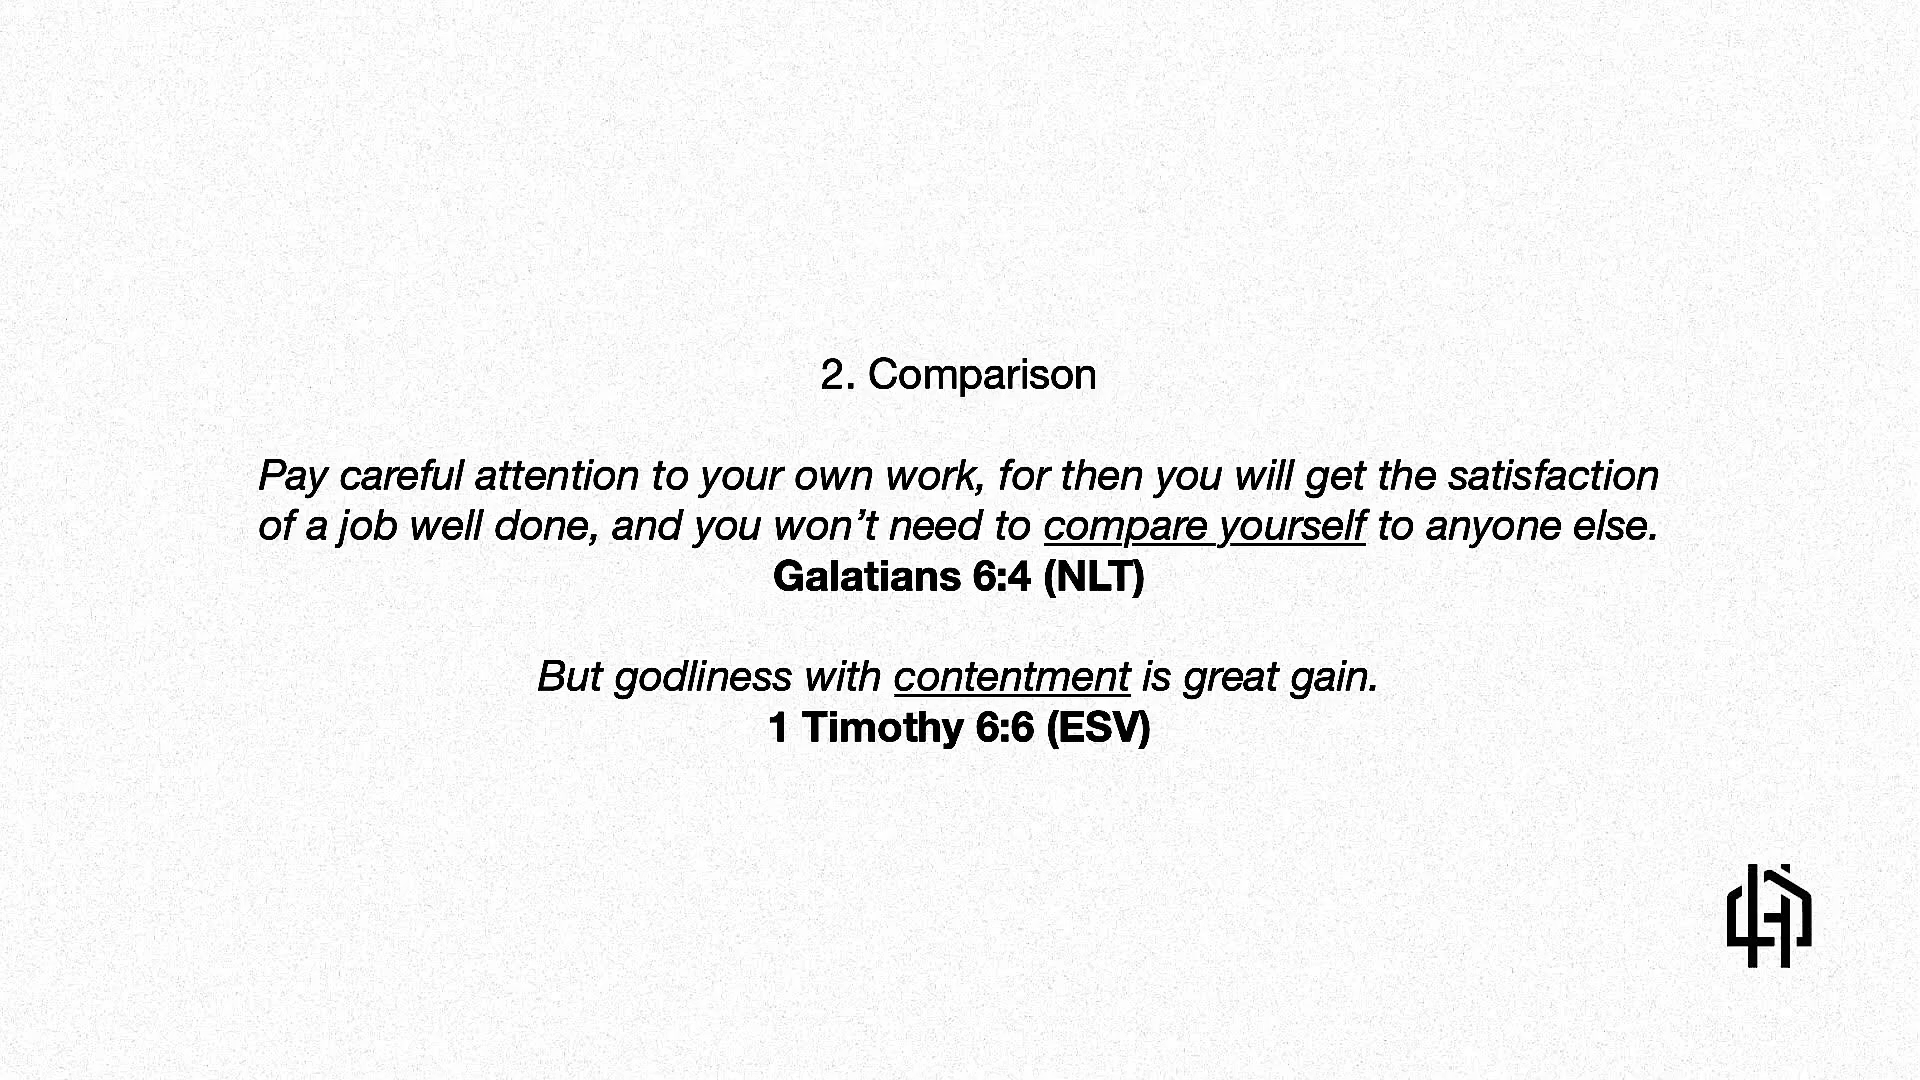 2. Comparison
Pay careful attention to your own work, for then you will get the satisfaction
of a job well done, and you won’t need to compare yourself to anyone else.
Galatians 6:4 (NLT)
But godliness with contentment is great gain.
1 Timothy 6:6 (ESV)